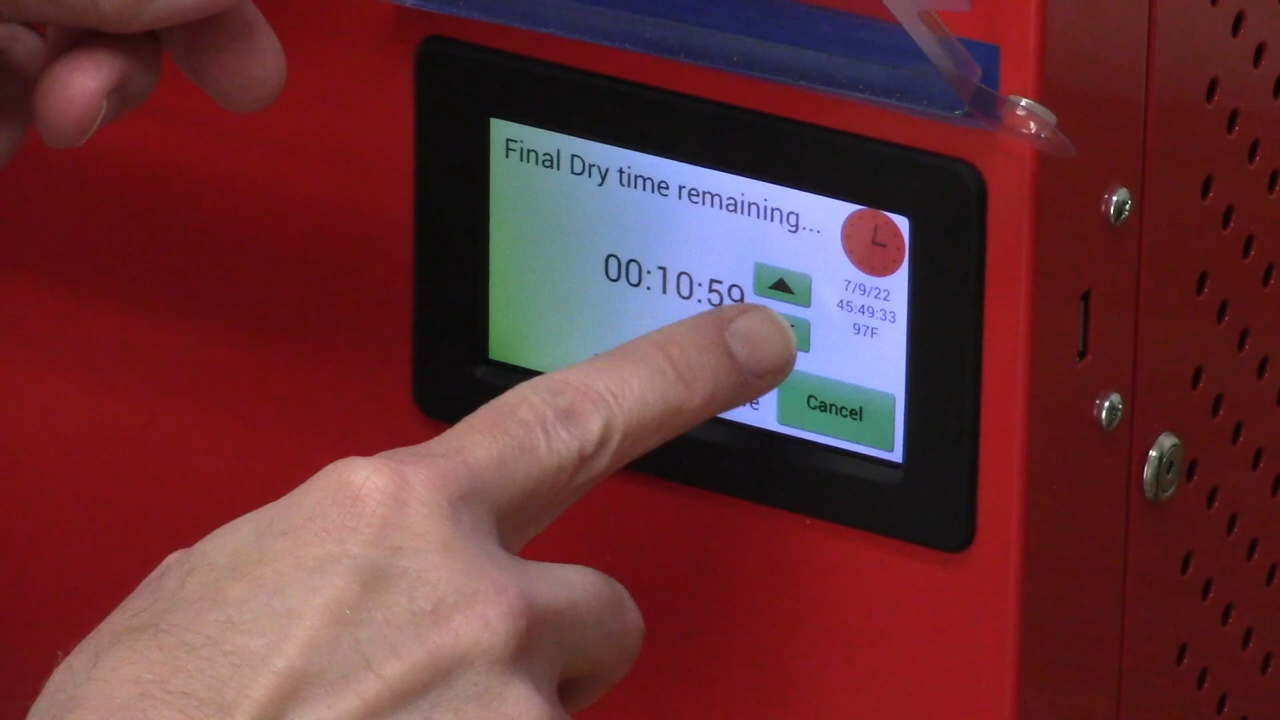 Final Dry time remaining...
00:10:59
7/9/22
45:49:33
97F
Cancel